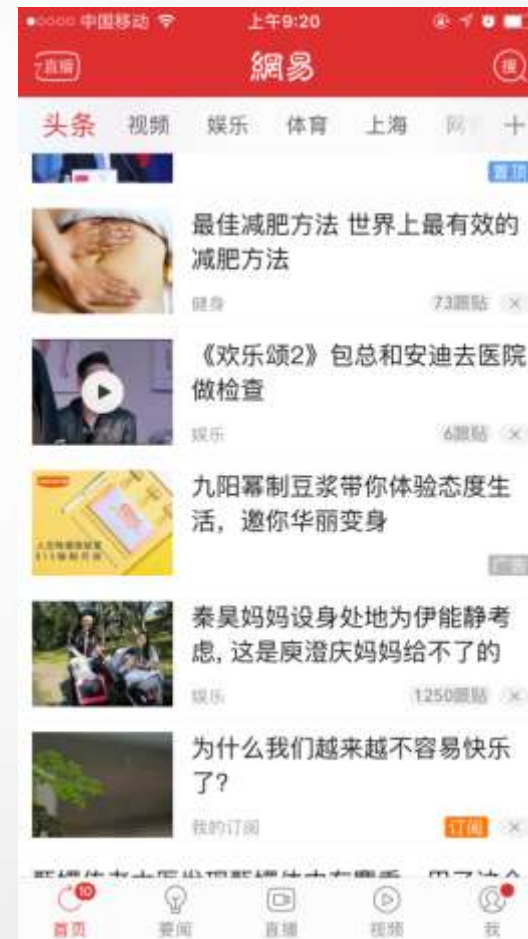 中国移动
上午9:20
直播
網易
搜
头条 视频 娱乐 体育 上海 网
置顶
最佳减肥方法 世界上最有效的
减肥方法
健身
73跟贴
《欢乐颂2》包总和安迪去医院
做检查
娱乐
6跟贴
九阳幂制豆浆带你体验态度生
活，邀你华丽变身
广告
秦昊妈妈设身处地为伊能静考
虑, 这是庾澄庆妈妈给不了的
娱乐
1250跟贴
为什么我们越来越不容易快乐
了?
我的订阅
订阅
10
首页 要闻 直播 视频 我